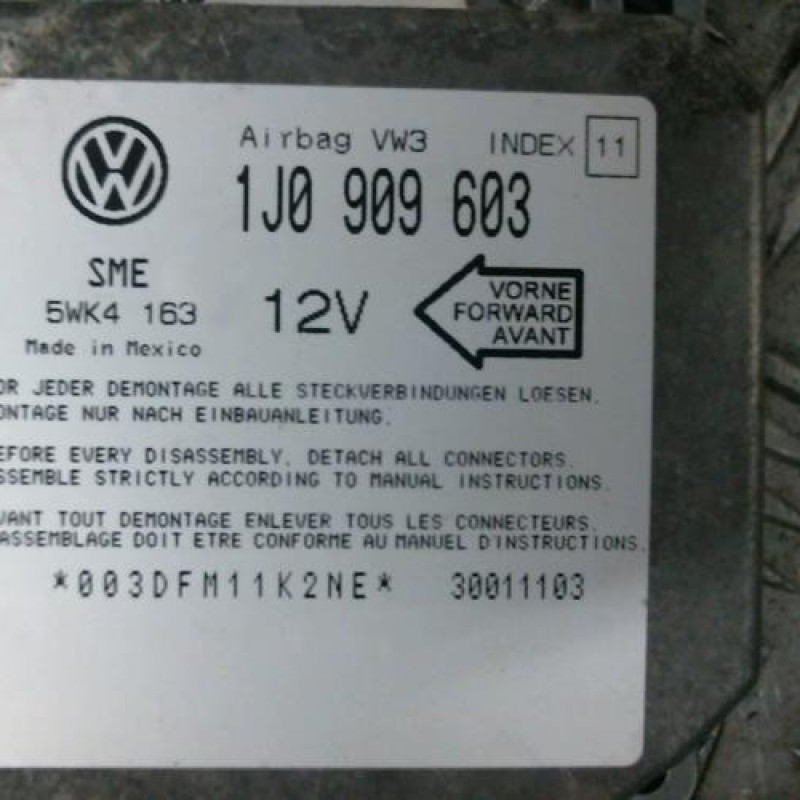 Airbag VW3 INDEX 11
1J0 909 603
SME
5WK4 163
12V
VORNE
FORWARD
AVANT
Made in Mexico
OR JEDER DEMONTAGE ALLE STECKVERBINDUNGEN LOESEN.
ONTAGE NUR NACH EINBAUANLEITUNG.
EFORE EVERY DISASSEMBLY, DETACH ALL CONNECTORS.
SSEMBLE STRICTLY ACCORDING TO MANUAL INSTRUCTIONS.
VANT TOUT DEMONTAGE ENLEVER TOUS LES CONNECTEURS.
ASSEMBLAGE DOIT ETRE CONFORME AU MANUEL D'INSTRUCTIONS.
*003DFM11K2NE* 30011103